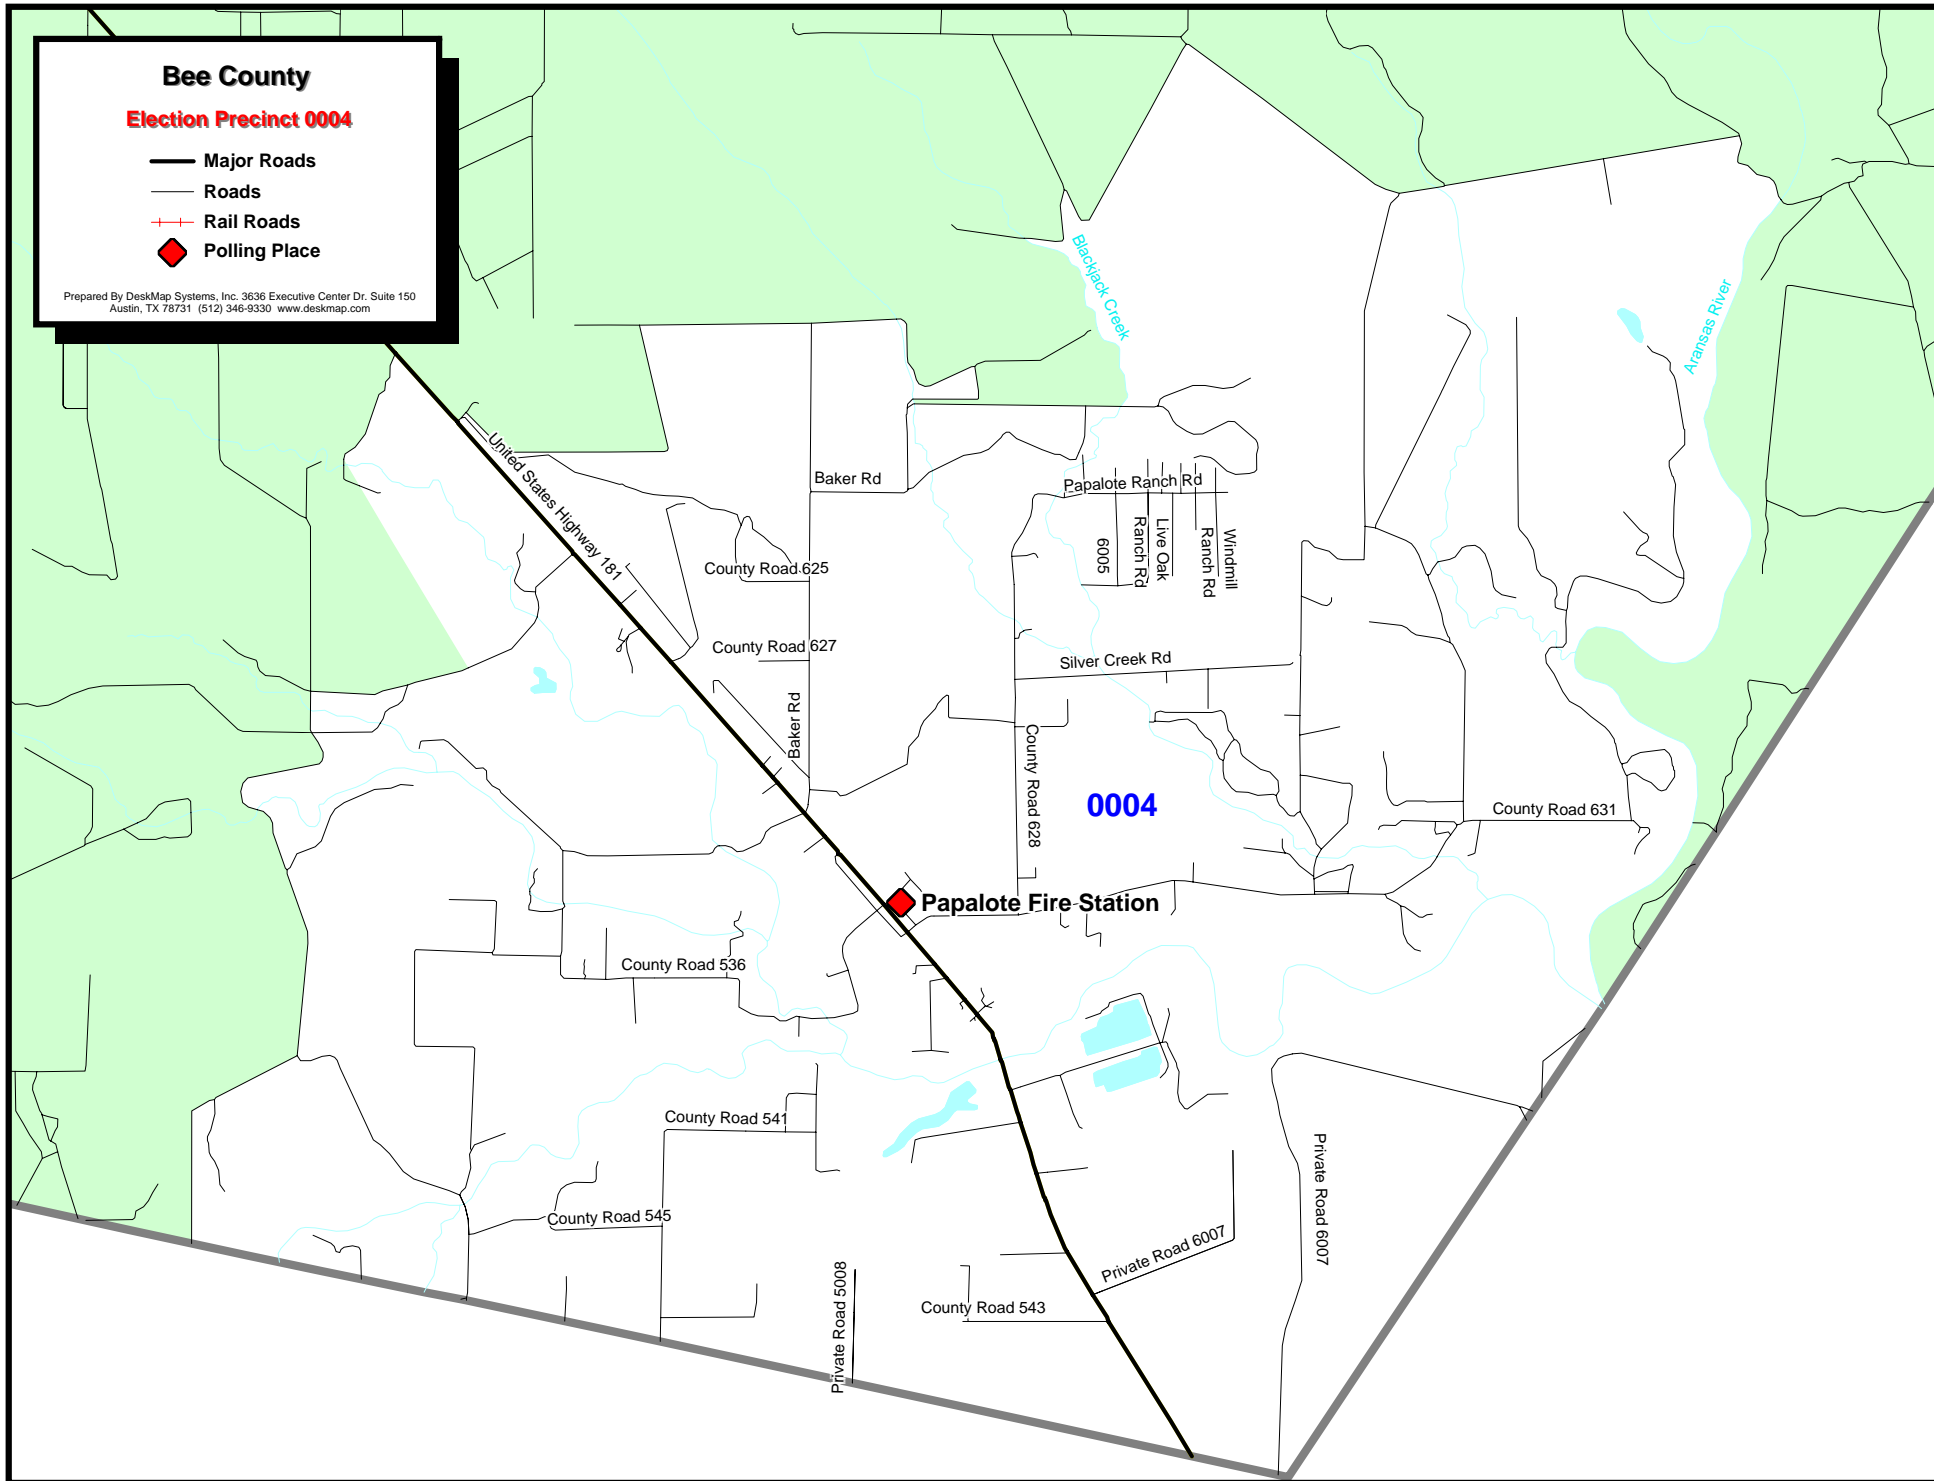 Bee County
Election Precinct 0004
Major Roads
Roads
Rail Roads
Polling Place
Prepared By DeskMap Systems, Inc. 3636 Executive Center Dr. Suite 150
Austin, TX 78731 (512) 346-9330 www.deskmap.com
Blackjack Creek
Aransas River
United States Highway 181
Baker Rd
Papalote Ranch Rd
6005
Ranch Rd
Live Oak
Ranch Rd
Windmill
County Road 625
County Road 627
Silver Creek Rd
Baker Rd
County Road 628
0004
County Road 631
Papalote Fire Station
County Road 536
County Road 541
Private Road 6007
County Road 545
Private Road 6007
Private Road 5008
County Road 543